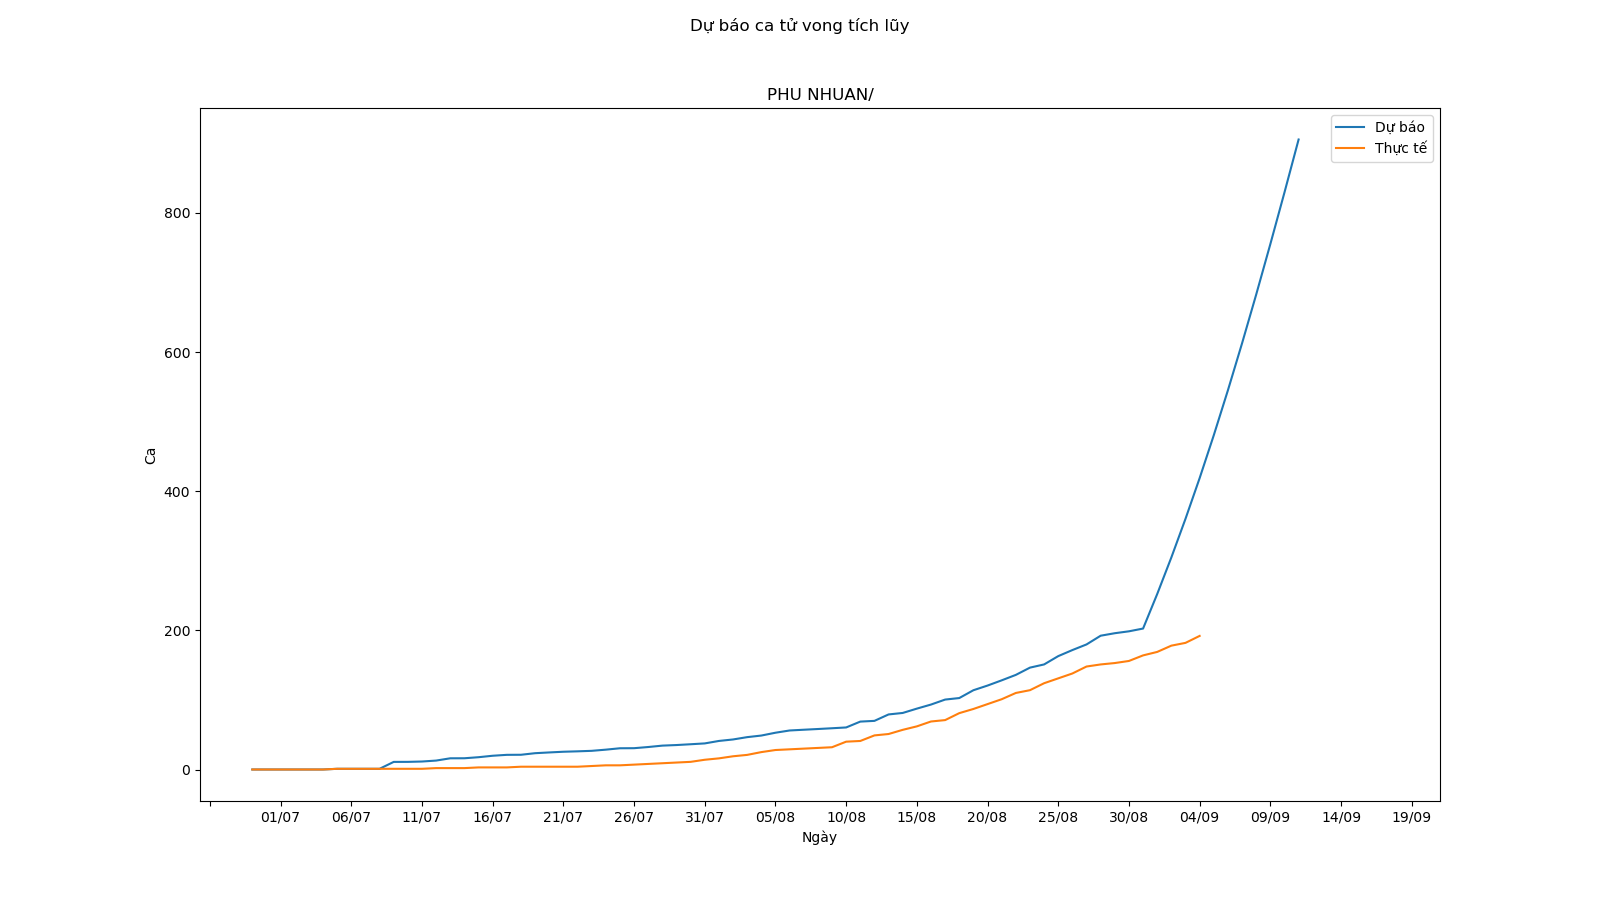 Dự báo ca tử vong tích lũy
PHU NHUAN/
Dự báo
Thực tế
800
600
400
200
0
Ca
01/07 06/07 11/07 16/07 21/07 26/07 31/07 05/08 10/08 15/08 20/08 25/08 30/08 04/09 09/09 14/09 19/09
Ngày